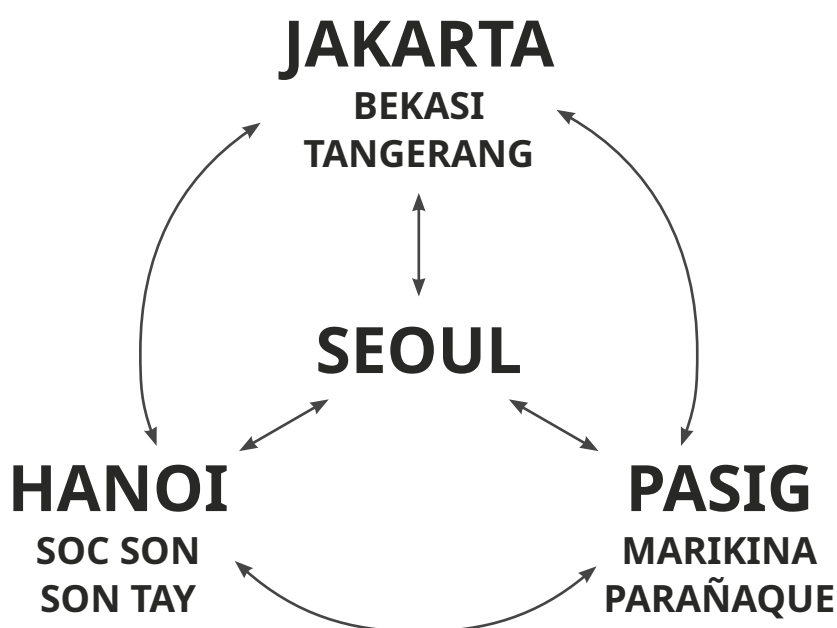 JAKARTA
BEKASI
TANGERANG
SEOUL
HANOI
SOC SON
SON TAY
PASIG
MARIKINA
PARAÑAQUE